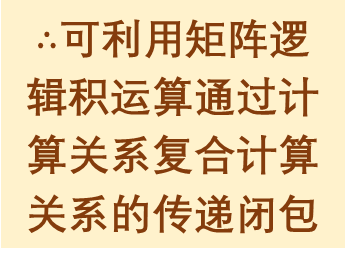 ∴可利用矩阵逻
辑积运算通过计
算关系复合计算
关系的传递闭包